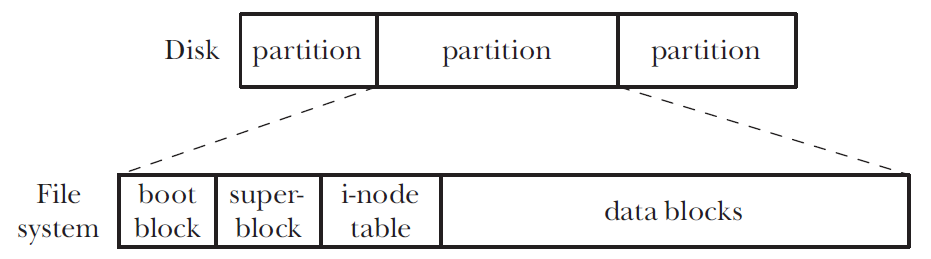 Disk partition partition partition
File boot super- i-node data blocks
system block block table